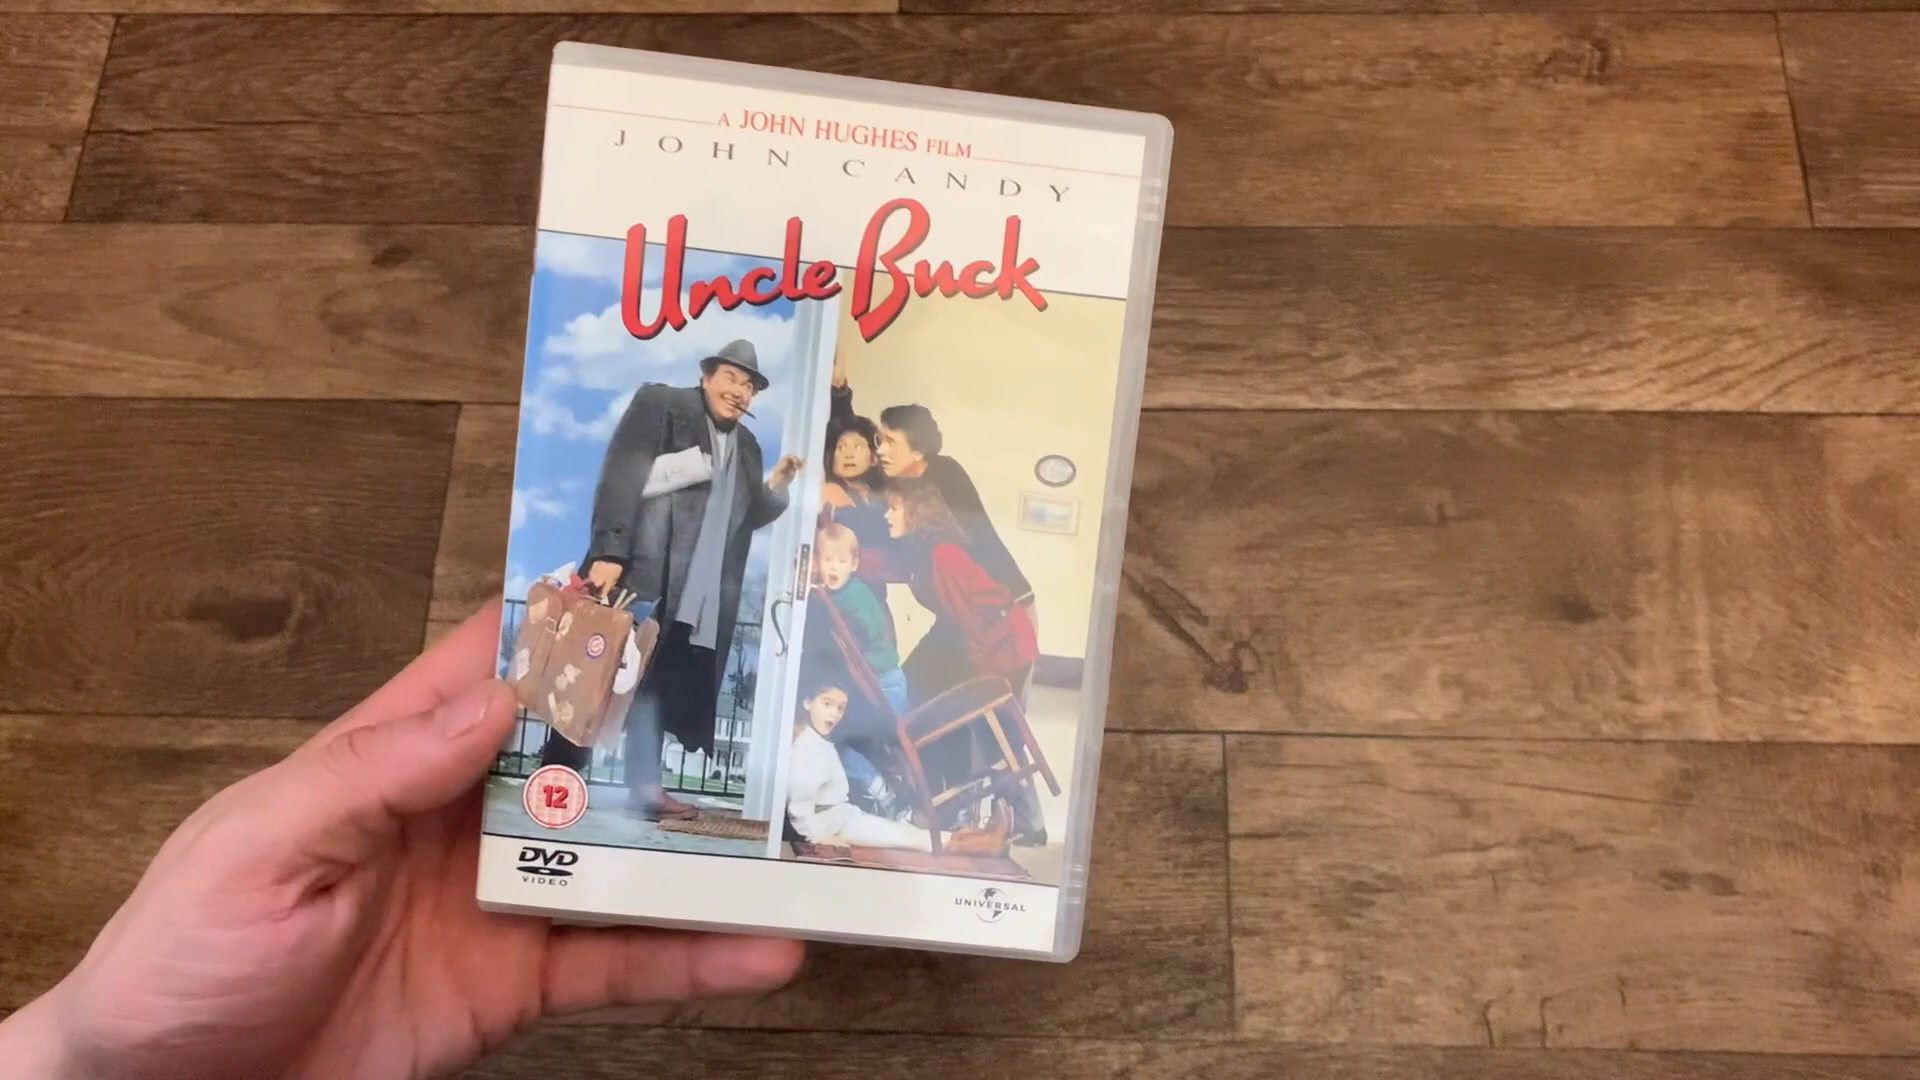 A JOHN HUGHES FILM
JOHN CANDY
Uncle Buck
12
DVD
VIDEO
UNIVERSAL